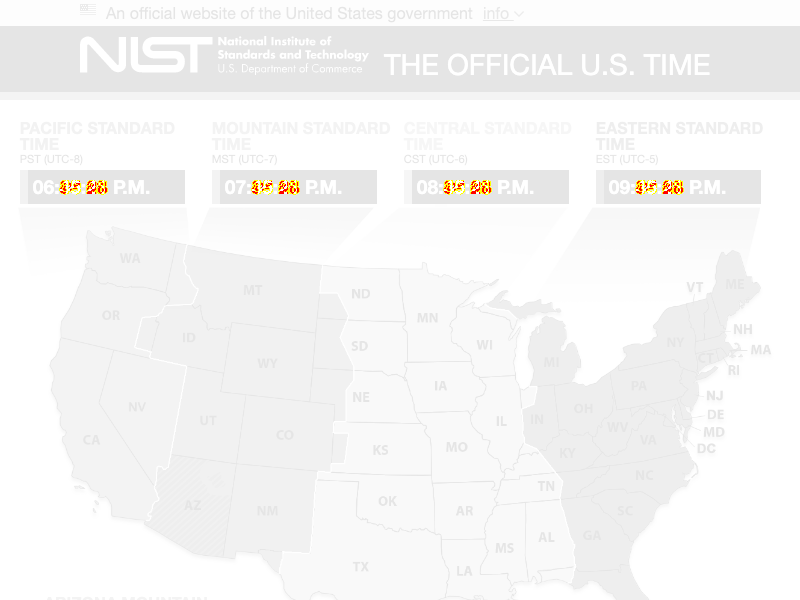 An official website of the United States government info
NIST National Institute of
Standards and Technology
U.S. Department of Commerce
THE OFFICIAL U.S. TIME
PACIFIC STANDARD
TIME
PST (UTC-8)
06: P.M.
MOUNTAIN STANDARD
TIME
MST (UTC-7)
07: P.M.
CENTRAL STANDARD
TIME
CST (UTC-6)
08: P.M.
EASTERN STANDARD
TIME
EST (UTC-5)
09: P.M.
WA
MT
ND
MN
VT
ME
OR
ID
SD
WI
NY
NH
WY
MI
CT
MA
RI
NE
IA
PA
NJ
NV
UT
CO
IL
IN
OH
DE
CA
KS
MO
WV
VA
MD
KY
DC
AZ
NM
OK
AR
TN
NC
SC
TX
LA
MS
AL
GA
ARIZONA MOUNTAIN